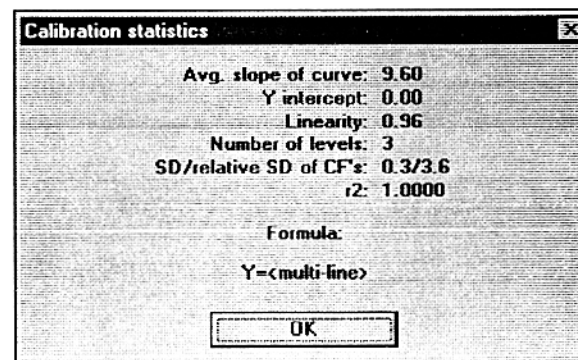 Calibration statistics
Avg. slope of curve: 9.60
Y intercept: 0.00
Linearity: 0.96
Number of levels: 3
SD/relative SD of CF's: 0.3/3.6
r2: 1.0000
Formula:
Y=<multi-line>
OK